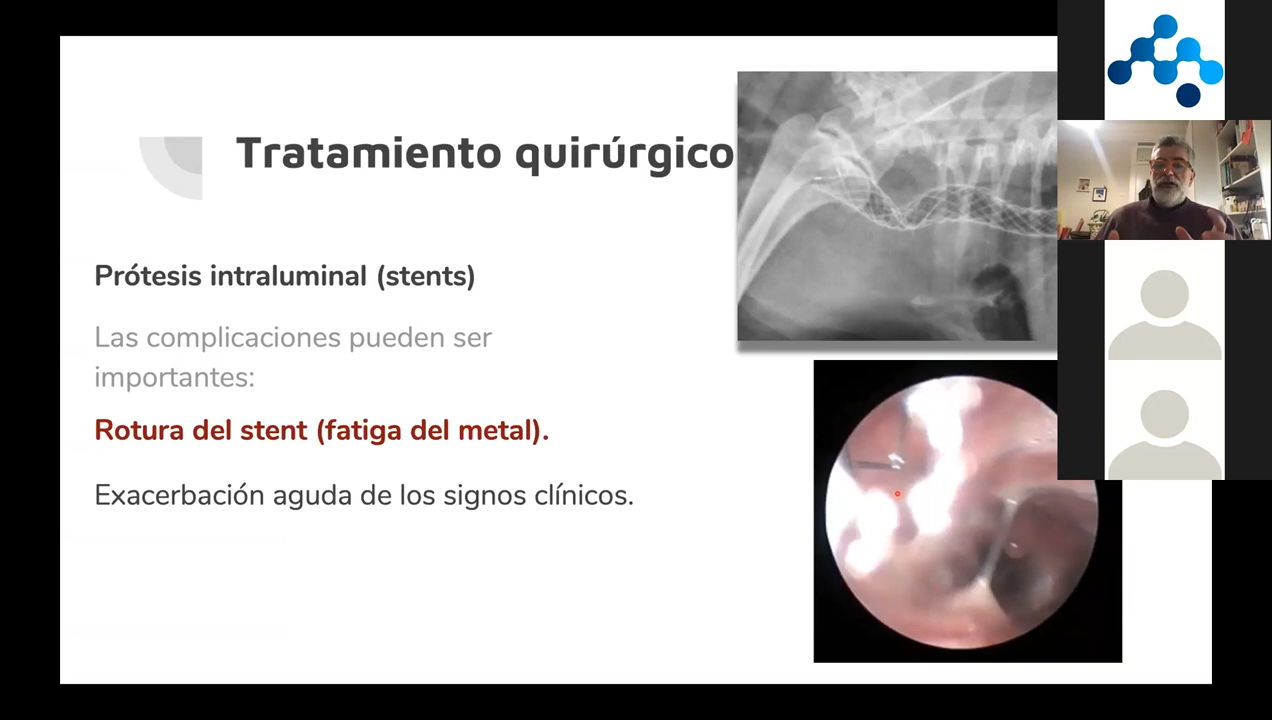 Tratamiento quirúrgico
Prótesis intraluminal (stents)
Las complicaciones pueden ser
importantes:
Rotura del stent (fatiga del metal).
Exacerbación aguda de los signos clínicos.